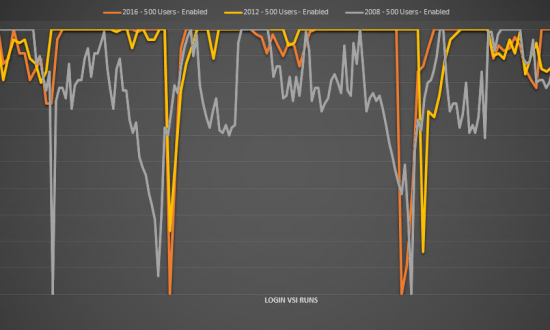 2016 - 500 Users - Enabled 2012 - 500 Users - Enabled 2008 - 500 Users - Enabled
LOGIN VSI RUNS